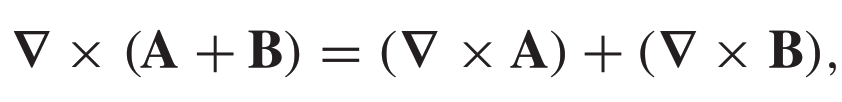 ∇ × (A + B) = (∇ × A) + (∇ × B),